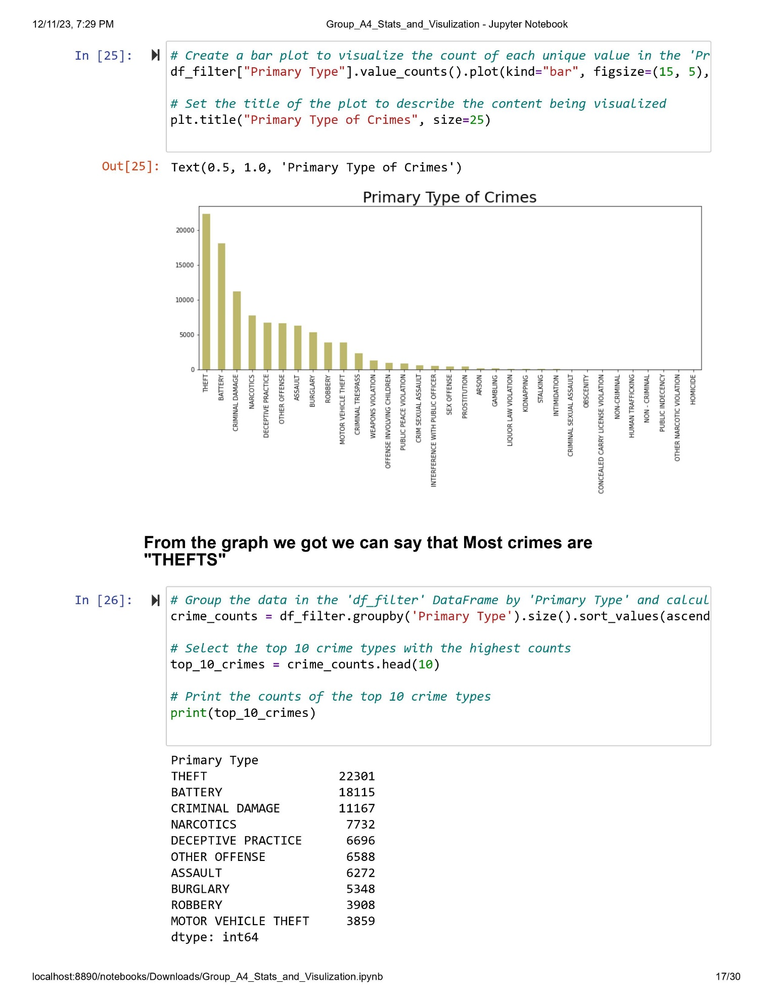 12/11/23, 7:29 PM
Group_A4_Stats_and_Visulization - Jupyter Notebook
In [25]:
# Create a bar plot to visualize the count of each unique value in the 'Pr
df_filter["Primary Type"].value_counts().plot(kind="bar", figsize=(15, 5),
# Set the title of the plot to describe the content being visualized
plt.title("Primary Type of Crimes", size=25)
Out[25]:
Text(0.5, 1.0, 'Primary Type of Crimes')
Primary Type of Crimes
20000
15000
10000
5000
0
THEFT
BATTERY
CRIMINAL DAMAGE
NARCOTICS
DECEPTIVE PRACTICE
OTHER OFFENSE
ASSAULT
BURGLARY
ROBBERY
MOTOR VEHICLE THEFT
CRIMINAL TRESPASS
WEAPONS VIOLATION
OFFENSE INVOLVING CHILDREN
PUBLIC PEACE VIOLATION
CRIM SEXUAL ASSAULT
INTERFERENCE WITH PUBLIC OFFICER
SEX OFFENSE
PROSTITUTION
ARSON
GAMBLING
LIQUOR LAW VIOLATION
KIDNAPPING
STALKING
INTIMIDATION
CRIMINAL SEXUAL ASSAULT
OBSCENITY
CONCEALED CARRY LICENSE VIOLATION
NON-CRIMINAL
HUMAN TRAFFICKING
NON - CRIMINAL
PUBLIC INDECENCY
OTHER NARCOTIC VIOLATION
HOMICIDE
From the graph we got we can say that Most crimes are
"THEFTS"
In [26]:
# Group the data in the 'df_filter' DataFrame by 'Primary Type' and calcul
crime_counts = df_filter.groupby('Primary Type').size().sort_values(ascend
# Select the top 10 crime types with the highest counts
top_10_crimes = crime_counts.head(10)
# Print the counts of the top 10 crime types
print(top_10_crimes)
Primary Type
THEFT 22301
BATTERY 18115
CRIMINAL DAMAGE 11167
NARCOTICS 7732
DECEPTIVE PRACTICE 6696
OTHER OFFENSE 6588
ASSAULT 6272
BURGLARY 5348
ROBBERY 3908
MOTOR VEHICLE THEFT 3859
dtype: int64
localhost:8890/notebooks/Downloads/Group_A4_Stats_and_Visulization.ipynb
17/30